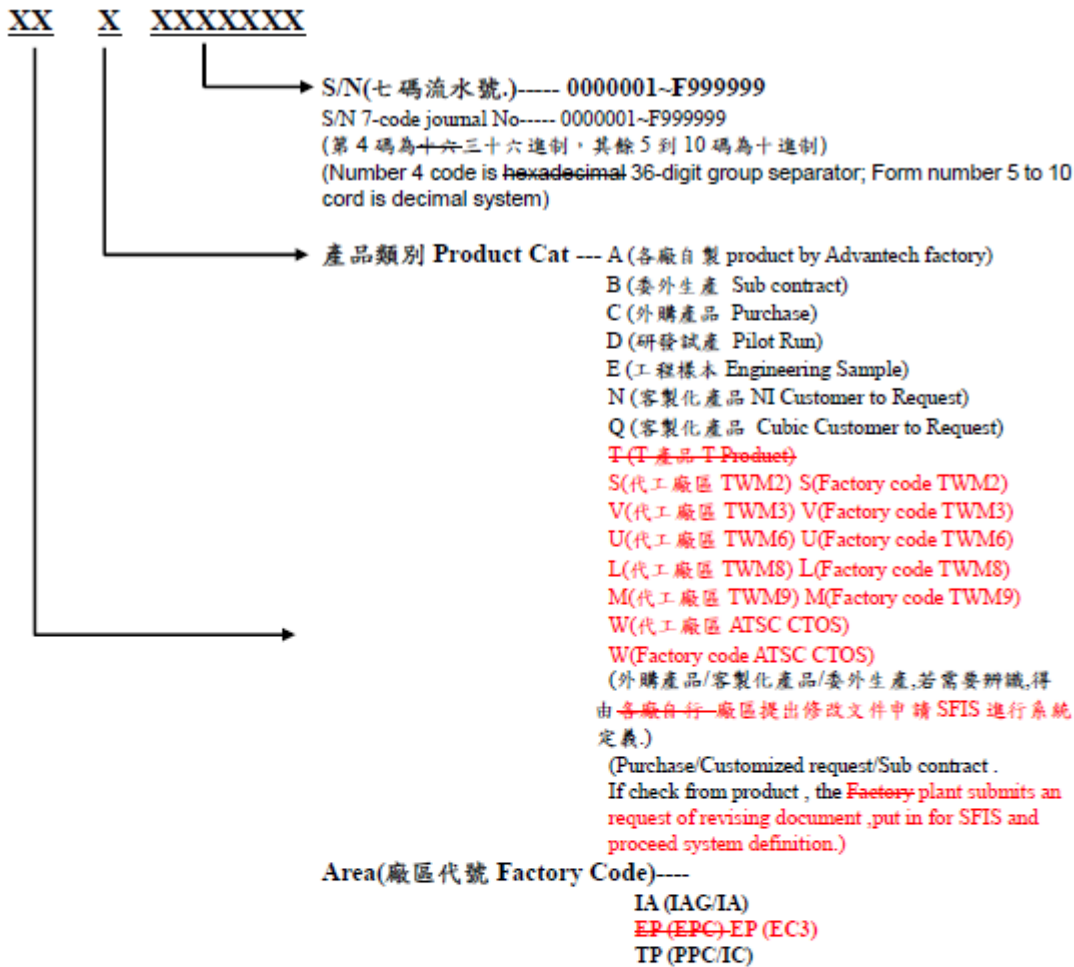 XX X XXXXXXX
S/N(七碼流水號.)----- 0000001~F999999
S/N 7-code journal No----- 0000001~F999999
(第 4 碼為十六三十六進制，其餘 5 到 10 碼為十進制)
(Number 4 code is hexadecimal 36-digit group separator; Form number 5 to 10
cord is decimal system)
產品類別 Product Cat --- A (各廠自製 product by Advantech factory)
B (委外生產 Sub contract)
C (外購產品 Purchase)
D (研發試產 Pilot Run)
E (工程樣本 Engineering Sample)
N (客製化產品 NI Customer to Request)
Q (客製化產品 Cubic Customer to Request)
T (T 產品 T Product)
S(代工廠區 TWM2) S(Factory code TWM2)
V(代工廠區 TWM3) V(Factory code TWM3)
U(代工廠區 TWM6) U(Factory code TWM6)
L(代工廠區 TWM8) L(Factory code TWM8)
M(代工廠區 TWM9) M(Factory code TWM9)
W(代工廠區 ATSC CTOS)
W(Factory code ATSC CTOS)
(外購產品/客製化產品/委外生產,若需要辨識,得
由 各廠自行 廠區提出修改文件申請 SFIS 進行系統
定義.)
(Purchase/Customized request/Sub contract .
If check from product , the Factory plant submits an
request of revising document ,put in for SFIS and
proceed system definition.)
Area(廠區代號 Factory Code)----
IA (IAG/IA)
EP (EPC) EP (EC3)
TP (PPC/IC)